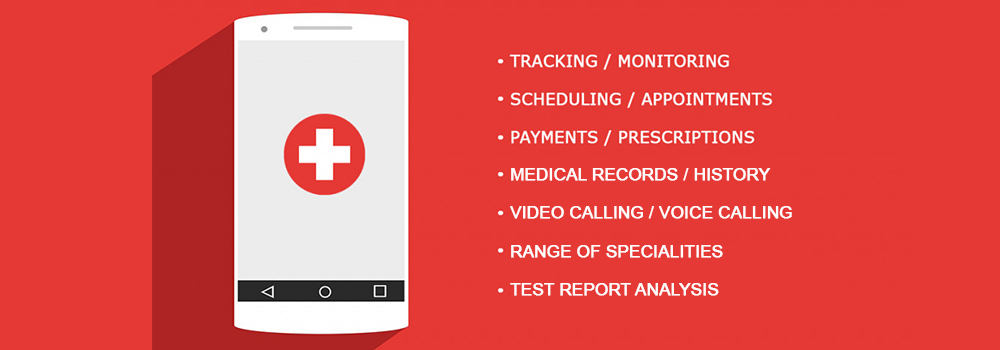 • TRACKING / MONITORING
• SCHEDULING / APPOINTMENTS
• PAYMENTS / PRESCRIPTIONS
• MEDICAL RECORDS / HISTORY
• VIDEO CALLING / VOICE CALLING
• RANGE OF SPECIALITIES
• TEST REPORT ANALYSIS